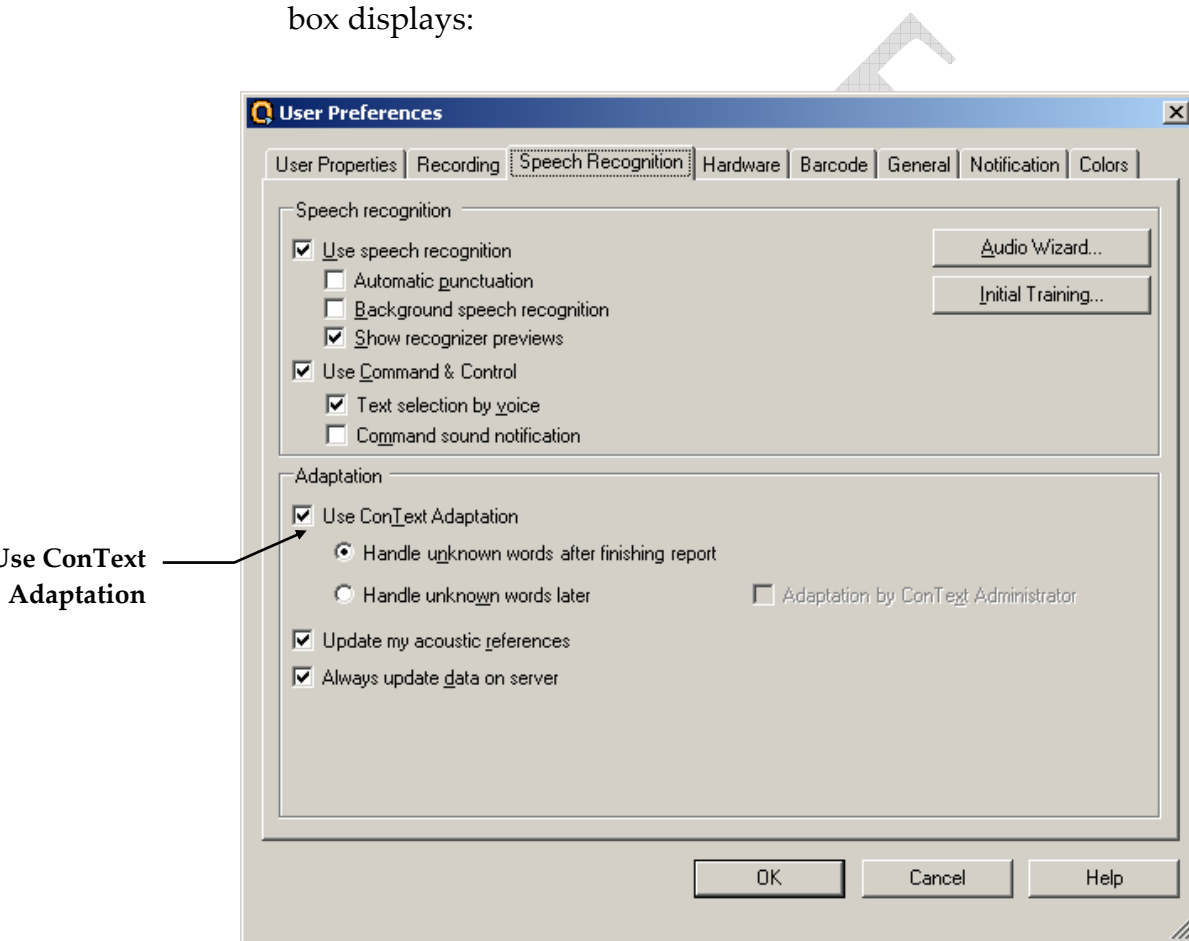 box displays:
User Preferences
User Properties Recording Speech Recognition Hardware Barcode General Notification Colors
Speech recognition
Use speech recognition
Audio Wizard...
Automatic punctuation
Initial Training...
Background speech recognition
Show recognizer previews
Use Command & Control
Text selection by voice
Command sound notification
Adaptation
Use ConText Adaptation
Handle unknown words after finishing report
Use ConText
Adaptation
Handle unknown words later
Adaptation by ConText Administrator
Update my acoustic references
Always update data on server
OK Cancel Help